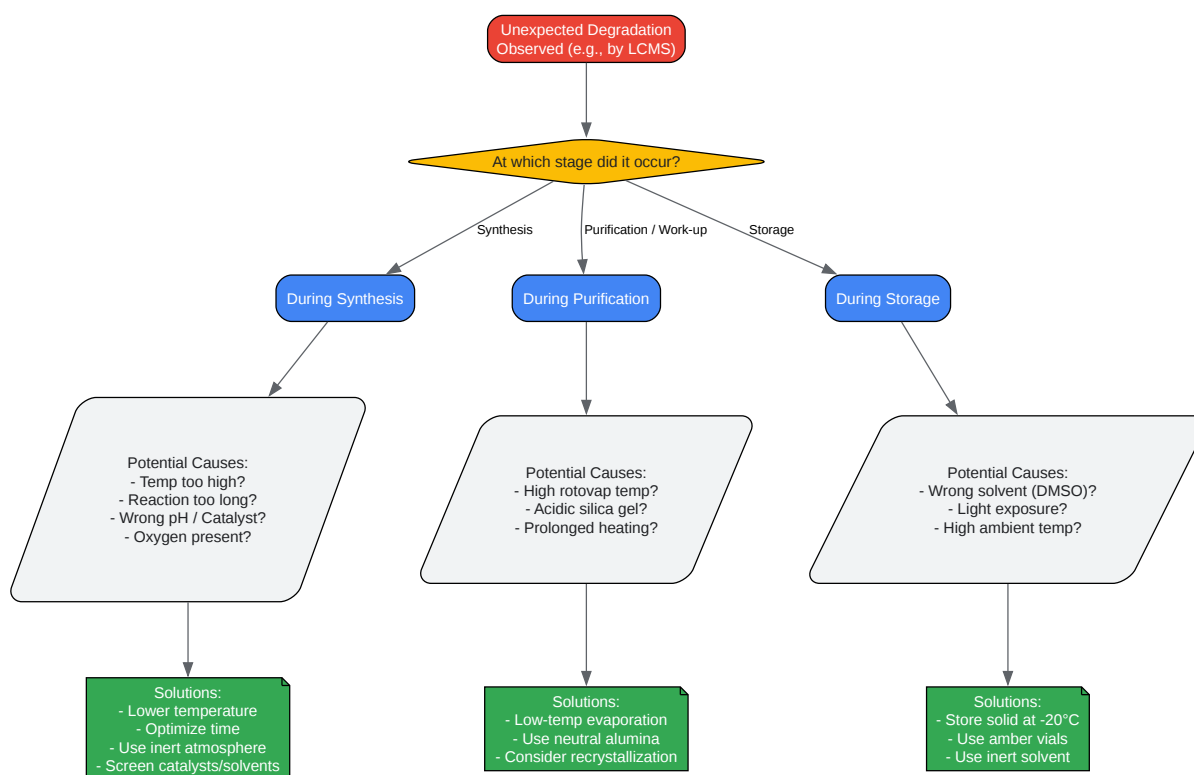 Unexpected Degradation
Observed (e.g., by LCMS)
At which stage did it occur?
Synthesis
Purification / Work-up
Storage
During Synthesis
During Purification
During Storage
Potential Causes:
- Temp too high?
- Reaction too long?
- Wrong pH / Catalyst?
- Oxygen present?
Potential Causes:
- High rotovap temp?
- Acidic silica gel?
- Prolonged heating?
Potential Causes:
- Wrong solvent (DMSO)?
- Light exposure?
- High ambient temp?
Solutions:
- Lower temperature
- Optimize time
- Use inert atmosphere
- Screen catalysts/solvents
Solutions:
- Low-temp evaporation
- Use neutral alumina
- Consider recrystallization
Solutions:
- Store solid at -20°C
- Use amber vials
- Use inert solvent